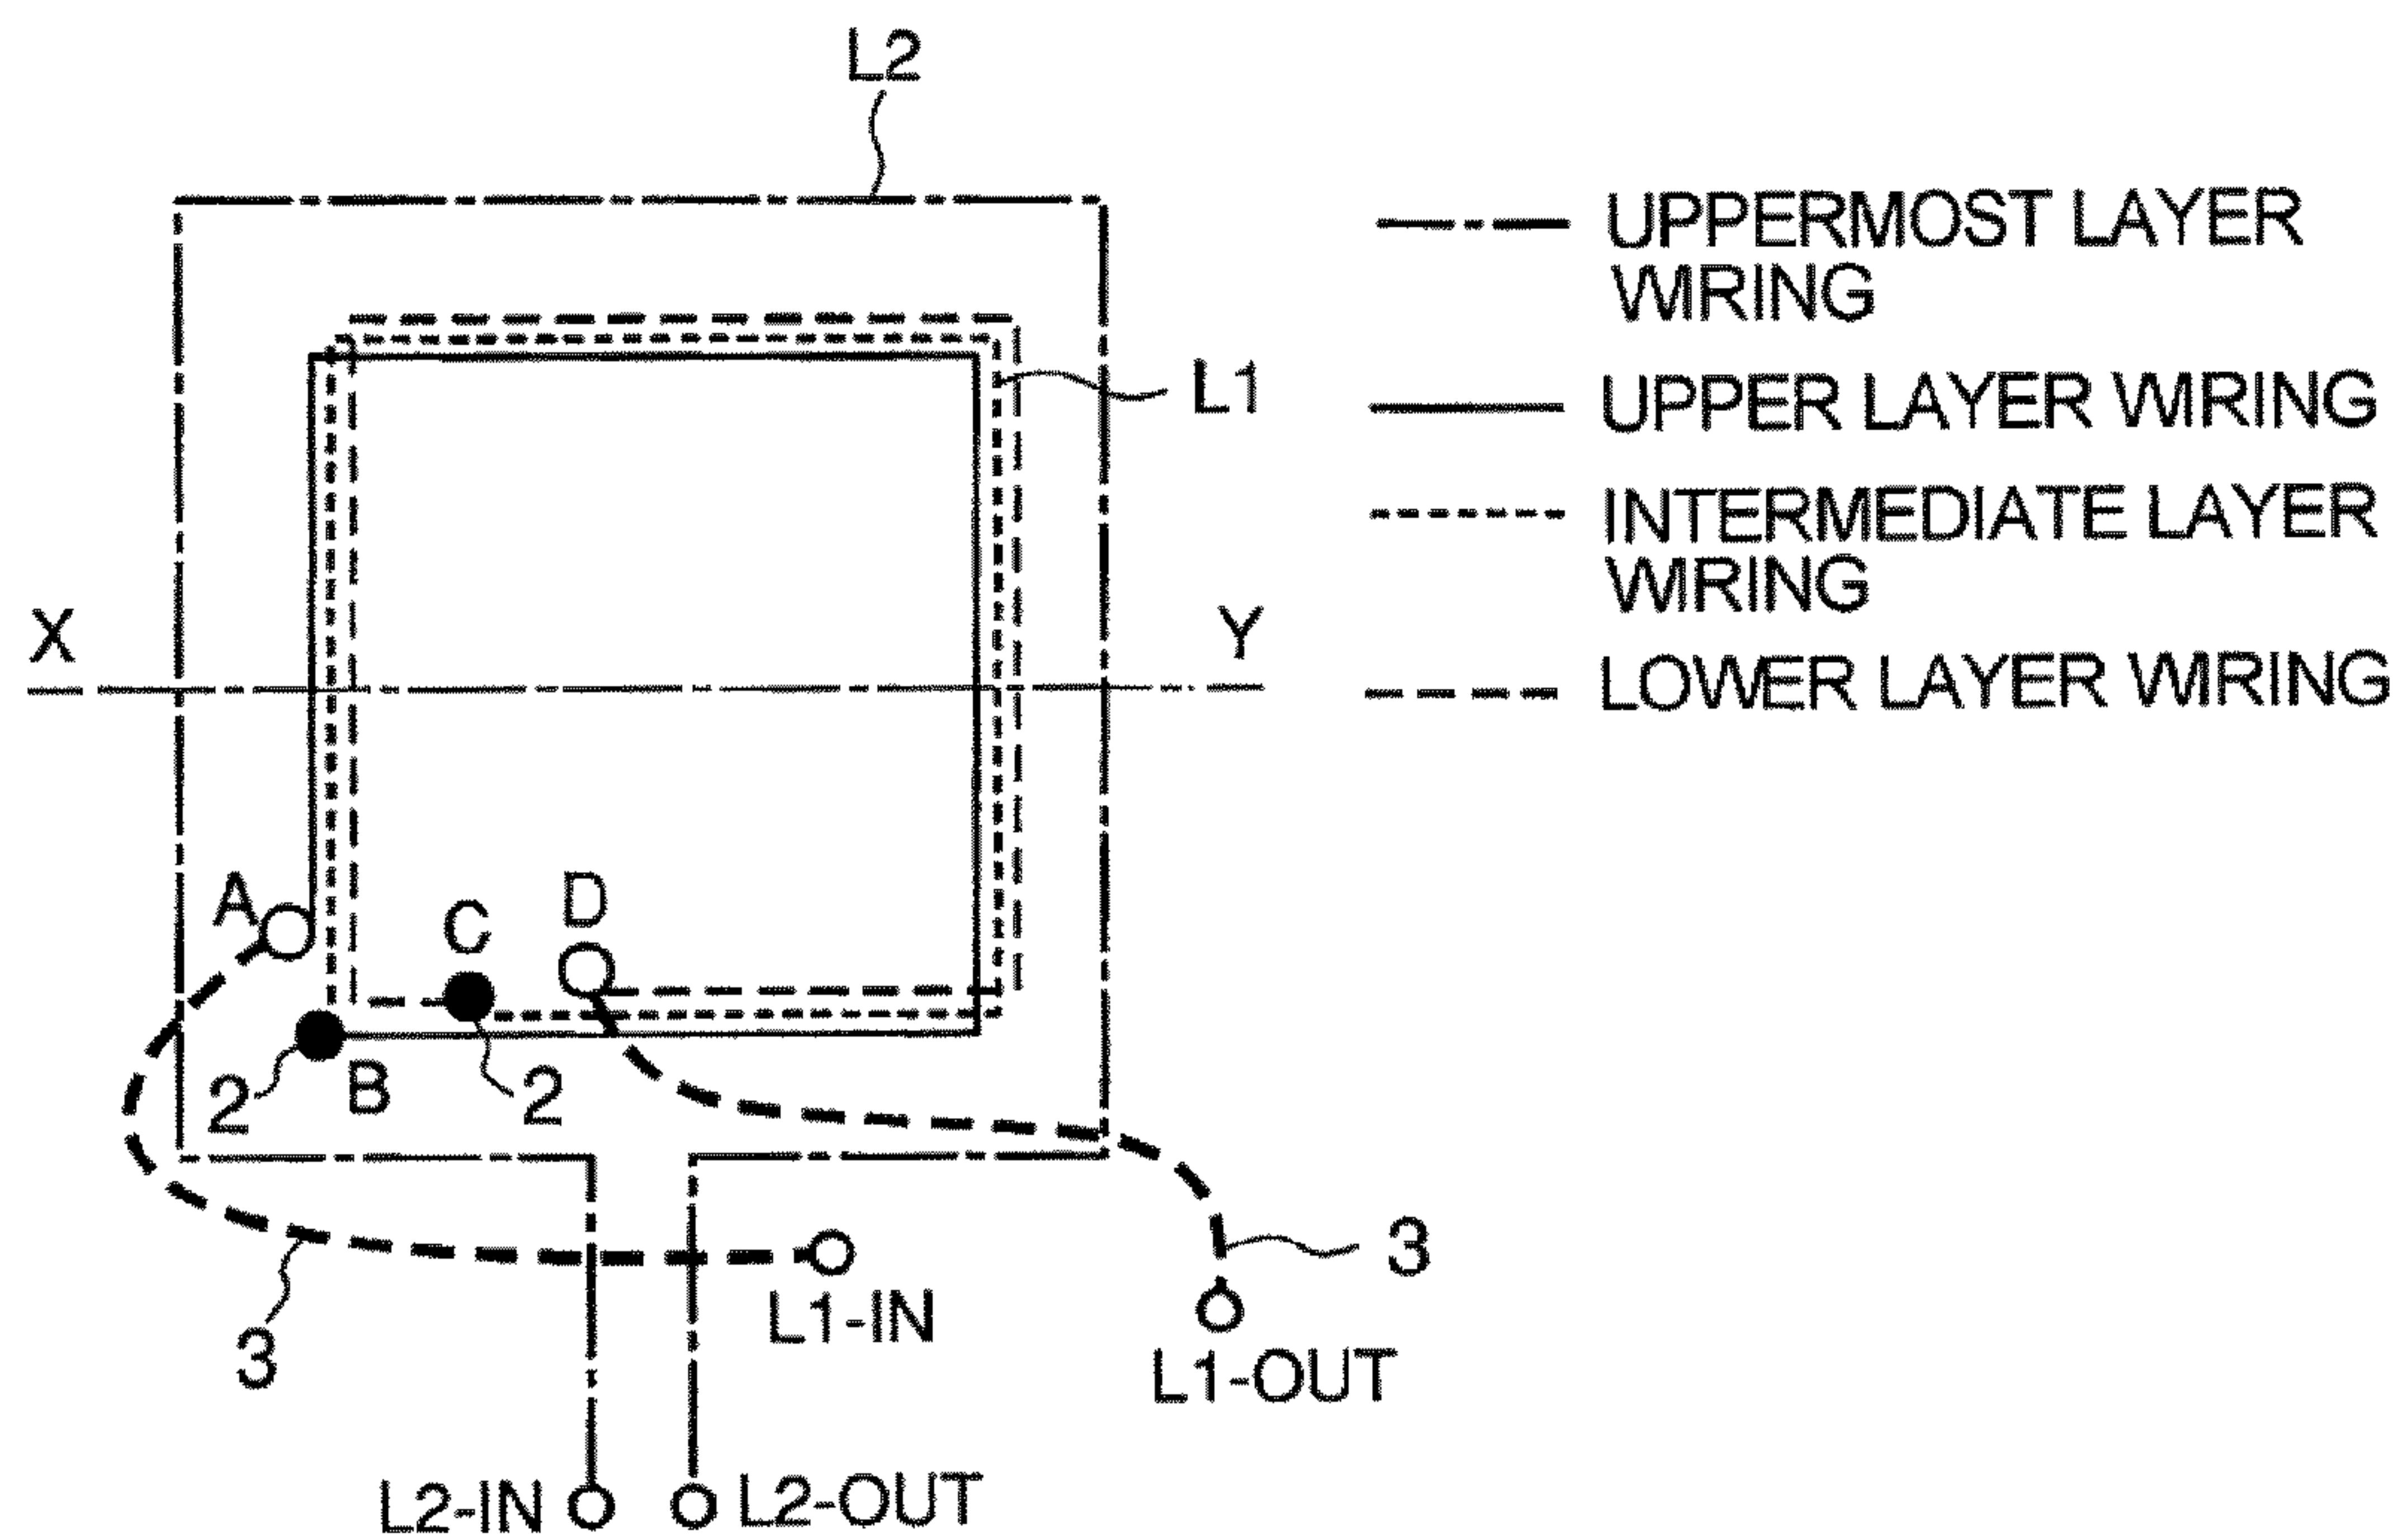 L2
UPPERMOST LAYER
WIRING
L1
UPPER LAYER WIRING
INTERMEDIATE LAYER
WIRING
X
Y
LOWER LAYER WIRING
A
C
D
2
B
2
3
L1-IN
3
L1-OUT
L2-IN
L2-OUT